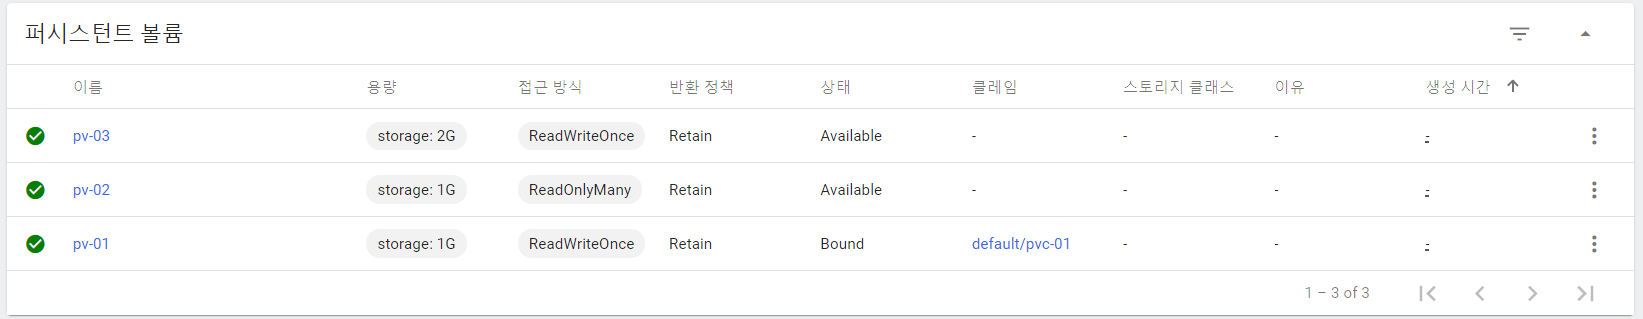 퍼시스턴트 볼륨
이름 용량 접근 방식 반환 정책 상태 클레임 스토리지 클래스 이유 생성 시간
pv-03 storage: 2G ReadWriteOnce Retain Available - - - -
pv-02 storage: 1G ReadOnlyMany Retain Available - - - -
pv-01 storage: 1G ReadWriteOnce Retain Bound default/pvc-01 - - -
1 – 3 of 3